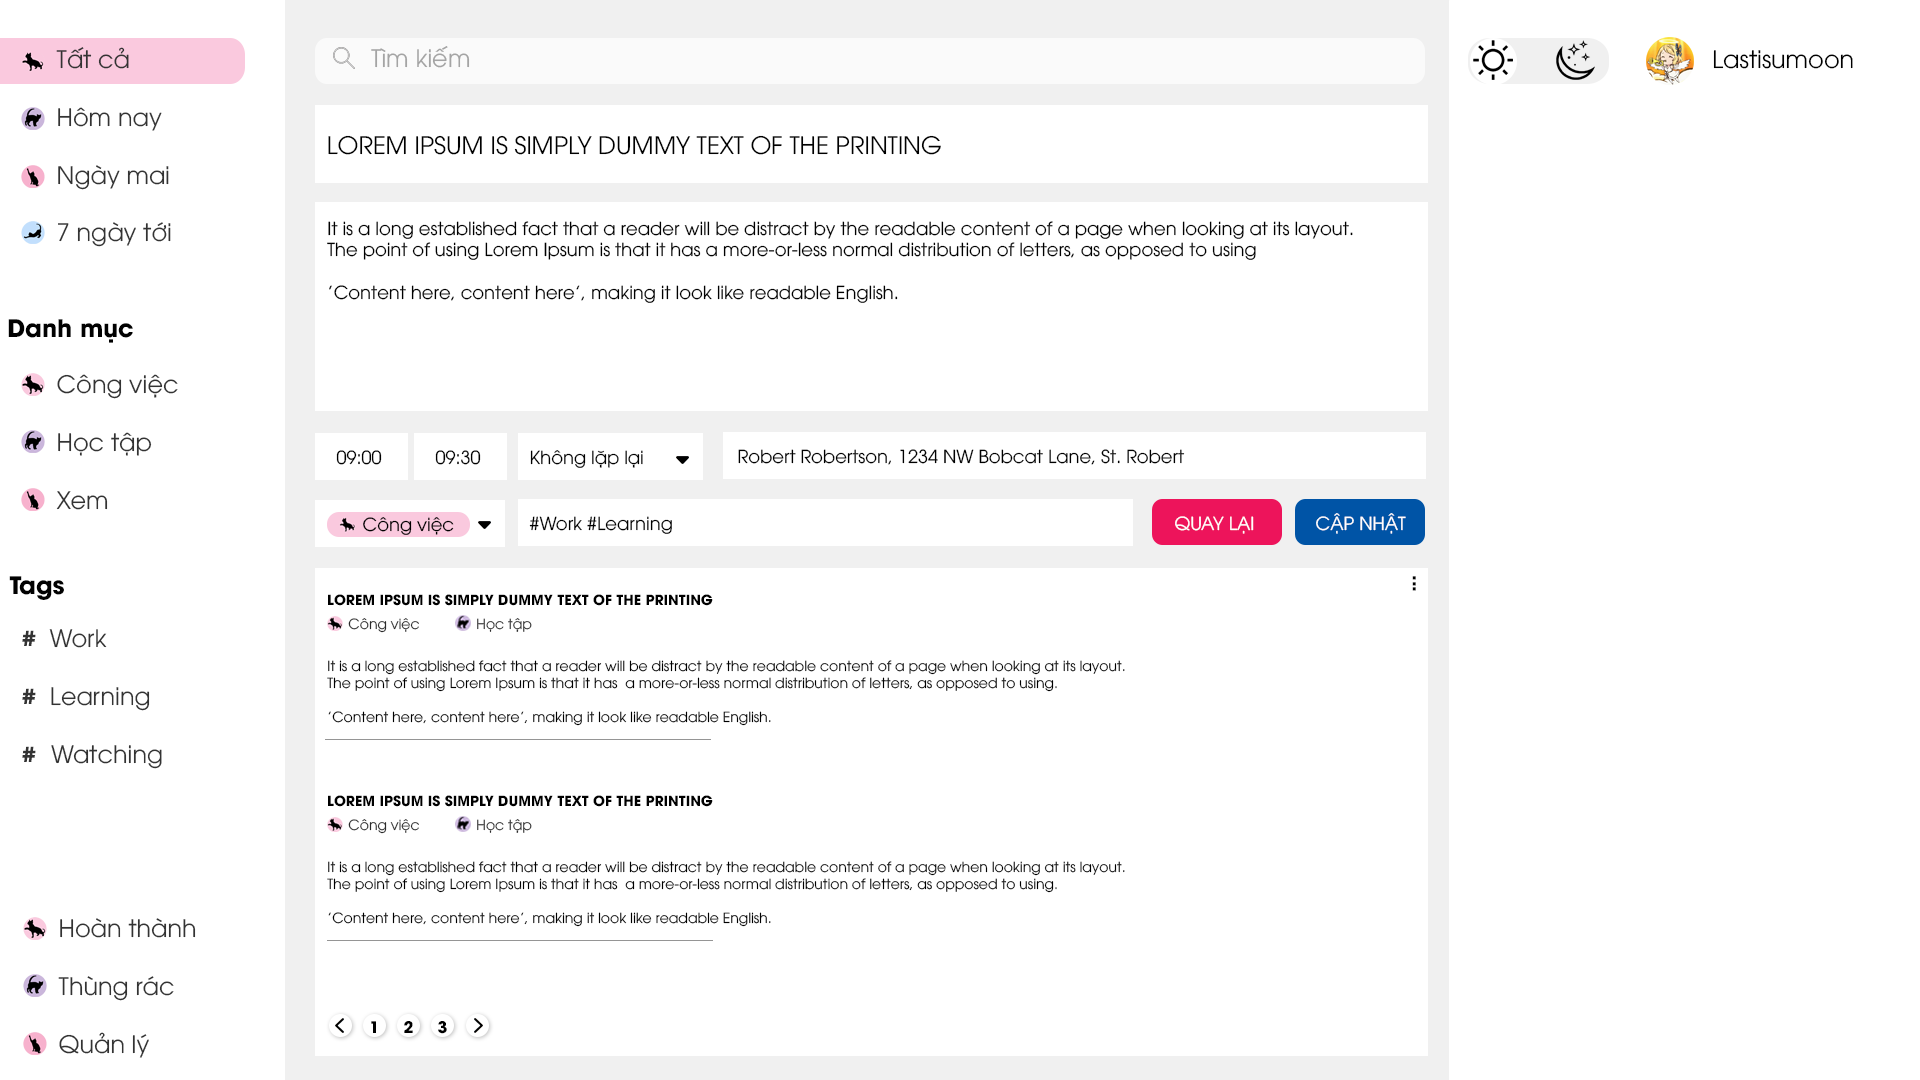 Tất cả
Hôm nay
Ngày mai
7 ngày tới
Danh mục
Công việc
Học tập
Xem
Tags
# Work
# Learning
# Watching
Hoàn thành
Thùng rác
Quản lý
Tìm kiếm
LOREM IPSUM IS SIMPLY DUMMY TEXT OF THE PRINTING
It is a long established fact that a reader will be distract by the readable content of a page when looking at its layout.
The point of using Lorem Ipsum is that it has a more-or-less normal distribution of letters, as opposed to using
'Content here, content here', making it look like readable English.
09:00 09:30 Không lặp lại Robert Robertson, 1234 NW Bobcat Lane, St. Robert
Công việc #Work #Learning QUAY LẠI CẬP NHẬT
LOREM IPSUM IS SIMPLY DUMMY TEXT OF THE PRINTING
Công việc Học tập
It is a long established fact that a reader will be distract by the readable content of a page when looking at its layout.
The point of using Lorem Ipsum is that it has a more-or-less normal distribution of letters, as opposed to using.
'Content here, content here', making it look like readable English.
LOREM IPSUM IS SIMPLY DUMMY TEXT OF THE PRINTING
Công việc Học tập
It is a long established fact that a reader will be distract by the readable content of a page when looking at its layout.
The point of using Lorem Ipsum is that it has a more-or-less normal distribution of letters, as opposed to using.
'Content here, content here', making it look like readable English.
1 2 3
Lastisumoon